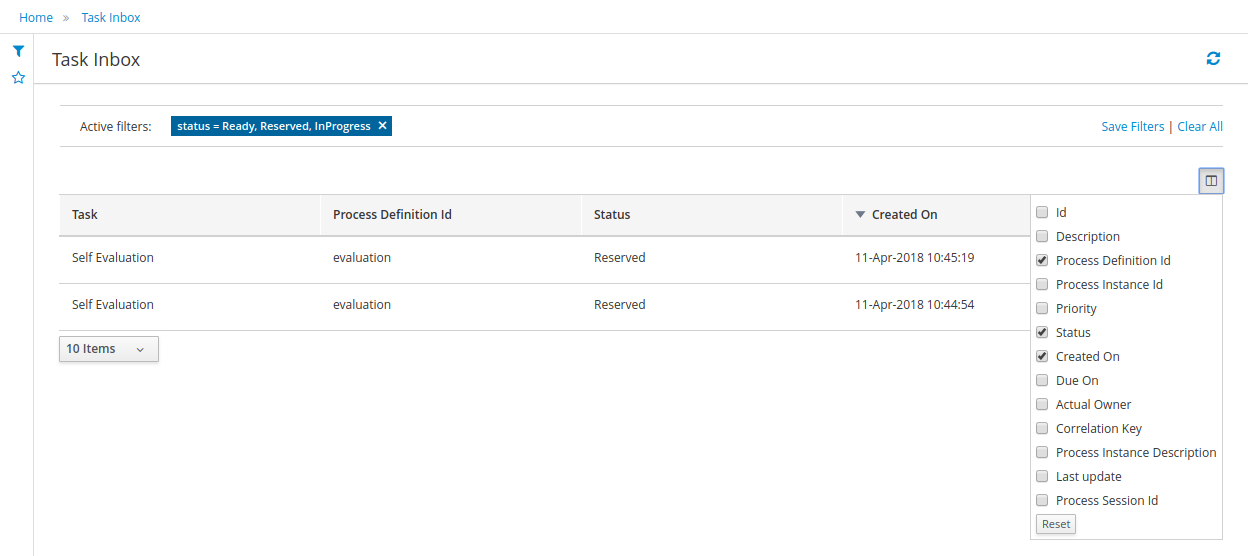 Home » Task Inbox
Task Inbox
Active filters: status = Ready, Reserved, InProgress ✕ Save Filters | Clear All
Task Process Definition Id Status Created On
Self Evaluation evaluation Reserved 11-Apr-2018 10:45:19
Self Evaluation evaluation Reserved 11-Apr-2018 10:44:54
10 Items
Id
Description
Process Definition Id
Process Instance Id
Priority
Status
Created On
Due On
Actual Owner
Correlation Key
Process Instance Description
Last update
Process Session Id
Reset